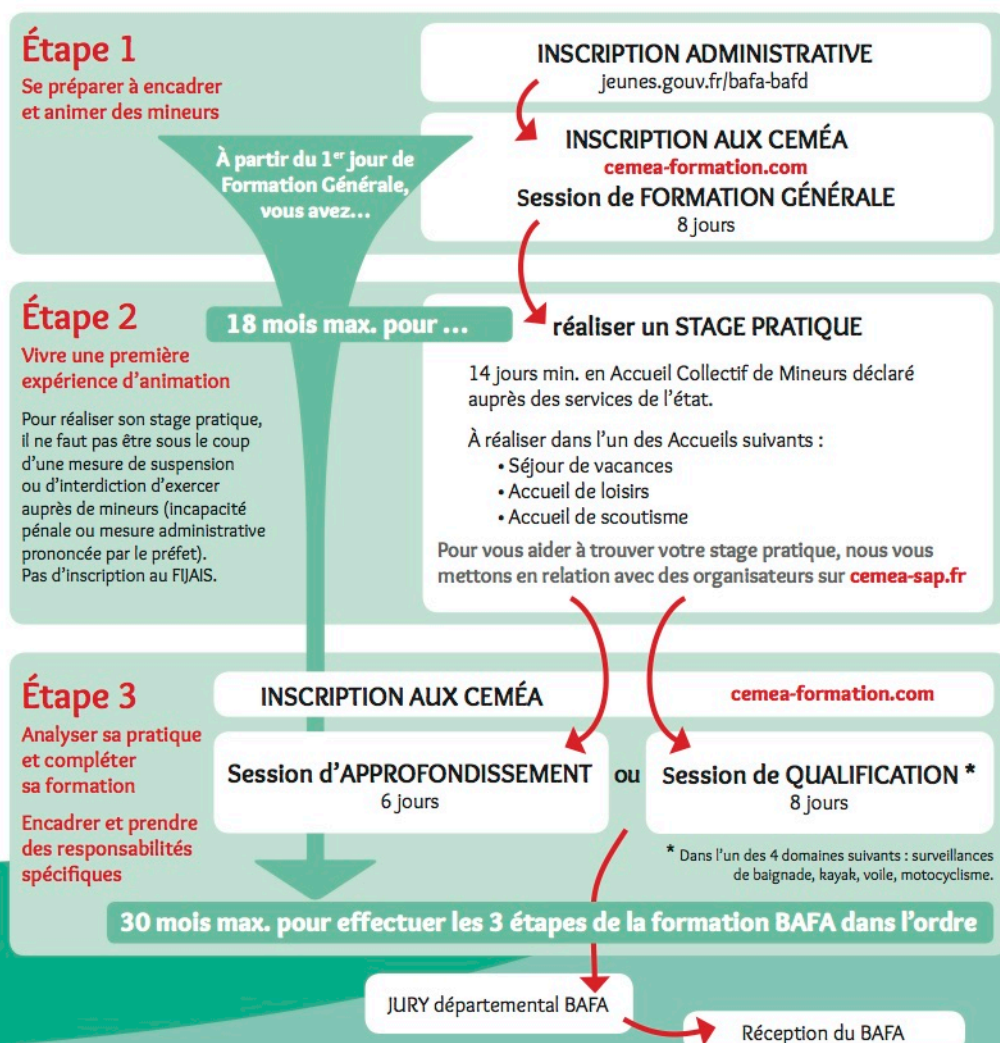 Étape 1
Se préparer à encadrer
et animer des mineurs
INSCRIPTION ADMINISTRATIVE
jeunes.gouv.fr/bafa-bafd
INSCRIPTION AUX CEMÉA
cemea-formation.com
Session de FORMATION GÉNÉRALE
8 jours
À partir du 1er jour de
Formation Générale,
vous avez...
Étape 2
Vivre une première
expérience d'animation
Pour réaliser son stage pratique,
il ne faut pas être sous le coup
d'une mesure de suspension
ou d'interdiction d'exercer
auprès de mineurs (incapacité
pénale ou mesure administrative
prononcée par le préfet).
Pas d'inscription au FIJAIS.
18 mois max. pour ...
réaliser un STAGE PRATIQUE
14 jours min. en Accueil Collectif de Mineurs déclaré
auprès des services de l'état.
À réaliser dans l'un des Accueils suivants :
• Séjour de vacances
• Accueil de loisirs
• Accueil de scoutisme
Pour vous aider à trouver votre stage pratique, nous vous
mettons en relation avec des organisateurs sur cemea-sap.fr
Étape 3
Analyser sa pratique
et compléter
sa formation
Encadrer et prendre
des responsabilités
spécifiques
INSCRIPTION AUX CEMÉA
cemea-formation.com
Session d'APPROFONDISSEMENT
6 jours
ou
Session de QUALIFICATION *
8 jours
* Dans l'un des 4 domaines suivants : surveillances
de baignade, kayak, voile, motocyclisme.
30 mois max. pour effectuer les 3 étapes de la formation BAFA dans l'ordre
JURY départemental BAFA
Réception du BAFA